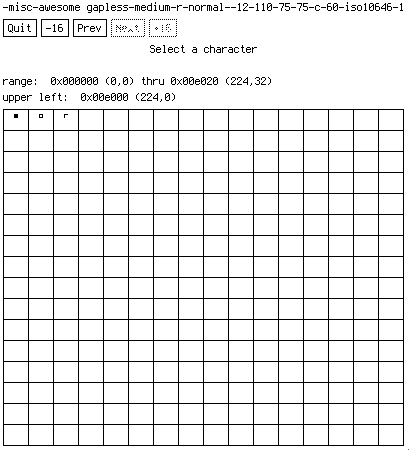 -misc-awesome gapless-medium-r-normal--12-110-75-75-c-60-iso10646-1
Quit -16 Prev Next +16
Select a character
range:  0x000000 (0,0) thru 0x00e020 (224,32)
upper left:  0x00e000 (224,0)